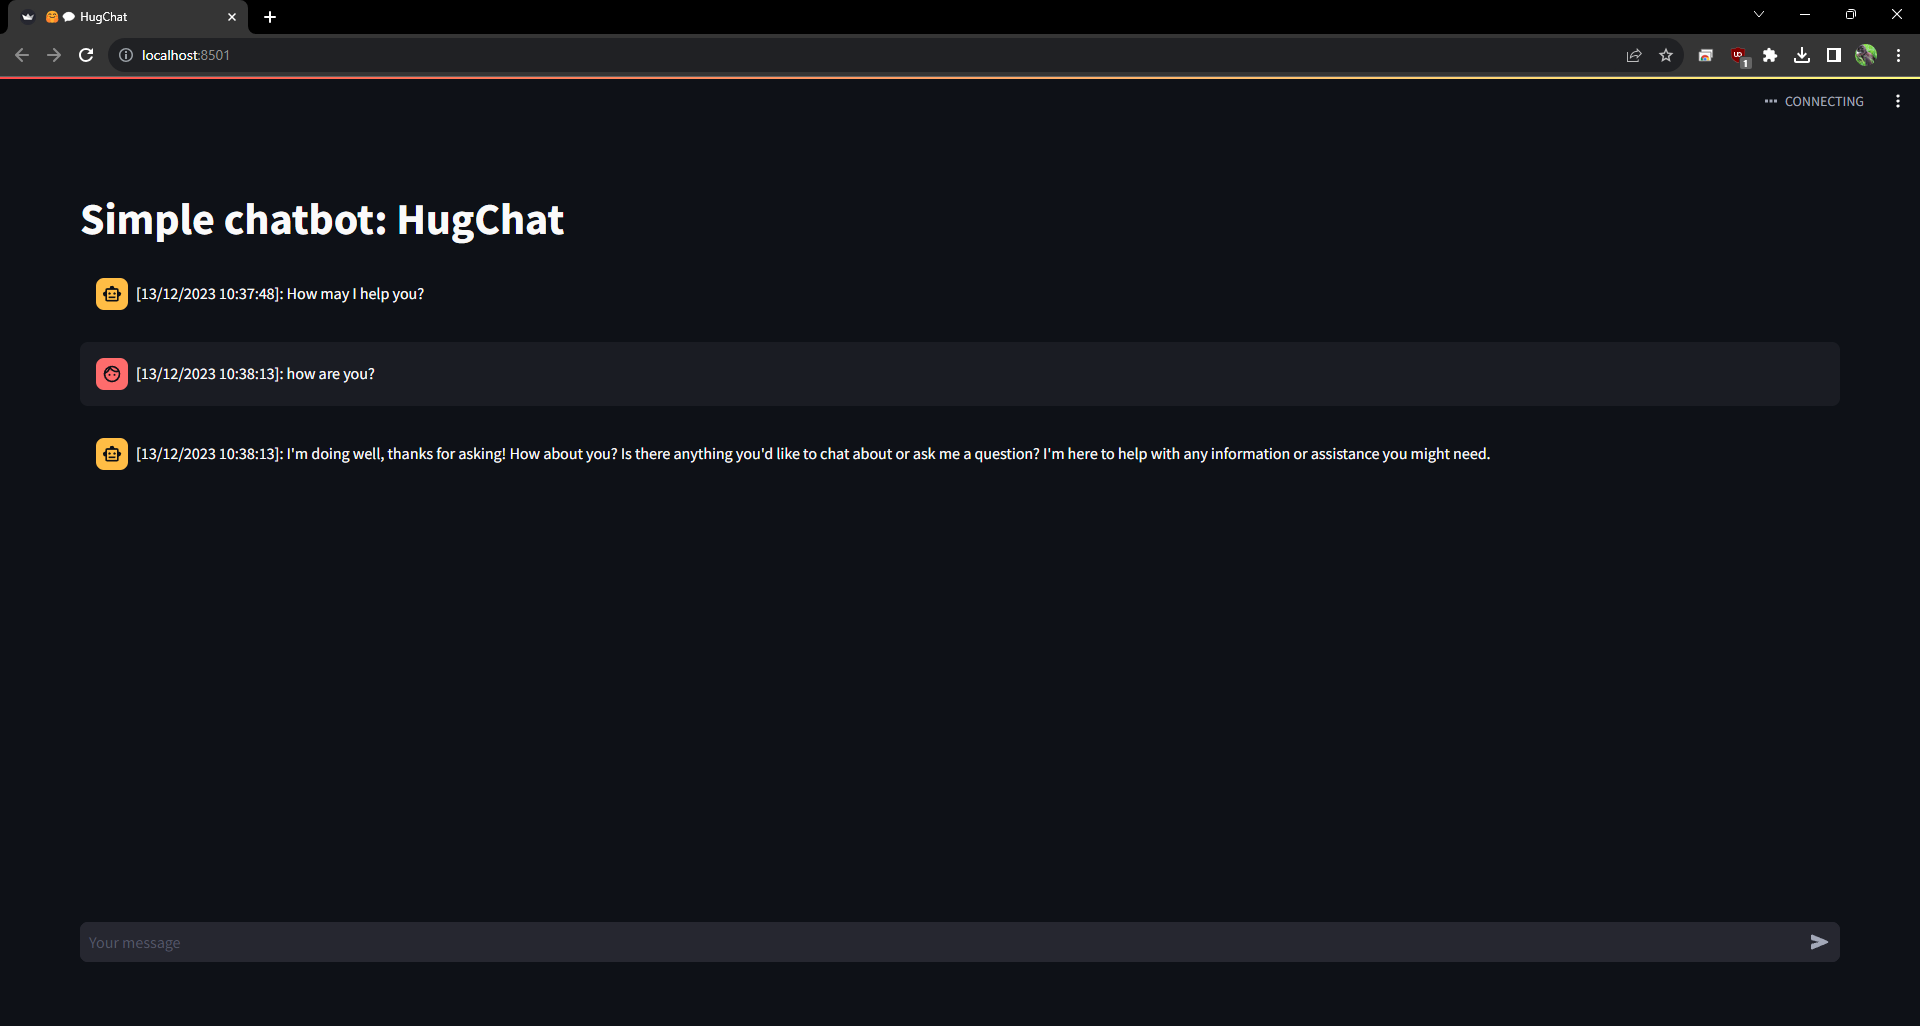 🤗💬 HugChat
localhost:8501
1
CONNECTING
Simple chatbot: HugChat
[13/12/2023 10:37:48]: How may I help you?
[13/12/2023 10:38:13]: how are you?
[13/12/2023 10:38:13]: I'm doing well, thanks for asking! How about you? Is there anything you'd like to chat about or ask me a question? I'm here to help with any information or assistance you might need.
Your message